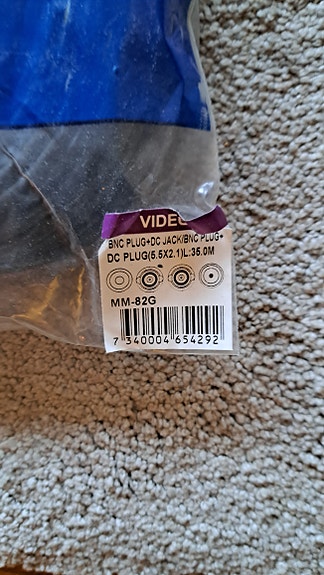 VIDEO
BNC PLUG+DC JACK/BNC PLUG+
DC PLUG(5.5X2.1)L:35.0M
MM-82G
7 340004 654292